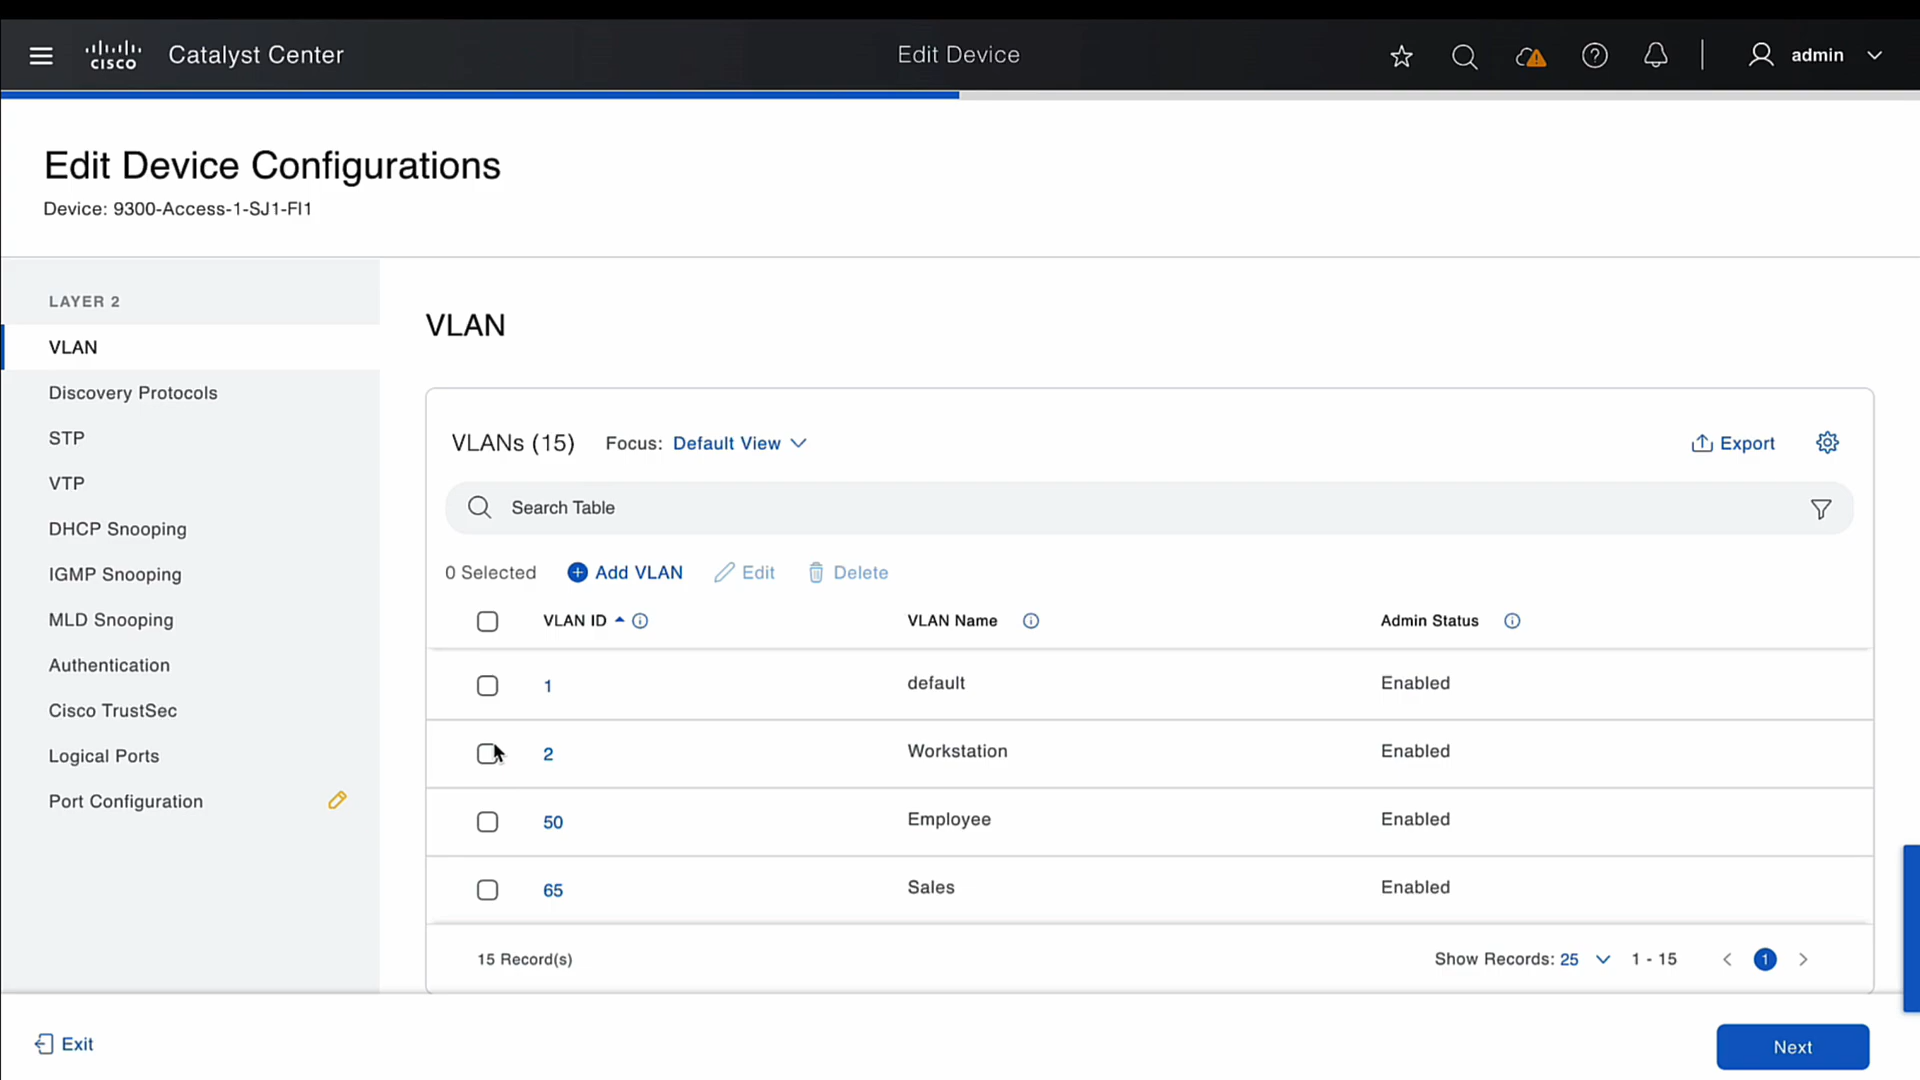 CISCO Catalyst Center
Edit Device
admin
Edit Device Configurations
Device: 9300-Access-1-SJ1-Fl1
LAYER 2
VLAN
Discovery Protocols
STP
VTP
DHCP Snooping
IGMP Snooping
MLD Snooping
Authentication
Cisco TrustSec
Logical Ports
Port Configuration
VLAN
VLANs (15) Focus: Default View
Export
Search Table
0 Selected Add VLAN Edit Delete
VLAN ID VLAN Name Admin Status
1 default Enabled
2 Workstation Enabled
50 Employee Enabled
65 Sales Enabled
15 Record(s) Show Records: 25 1 - 15 1
Exit
Next